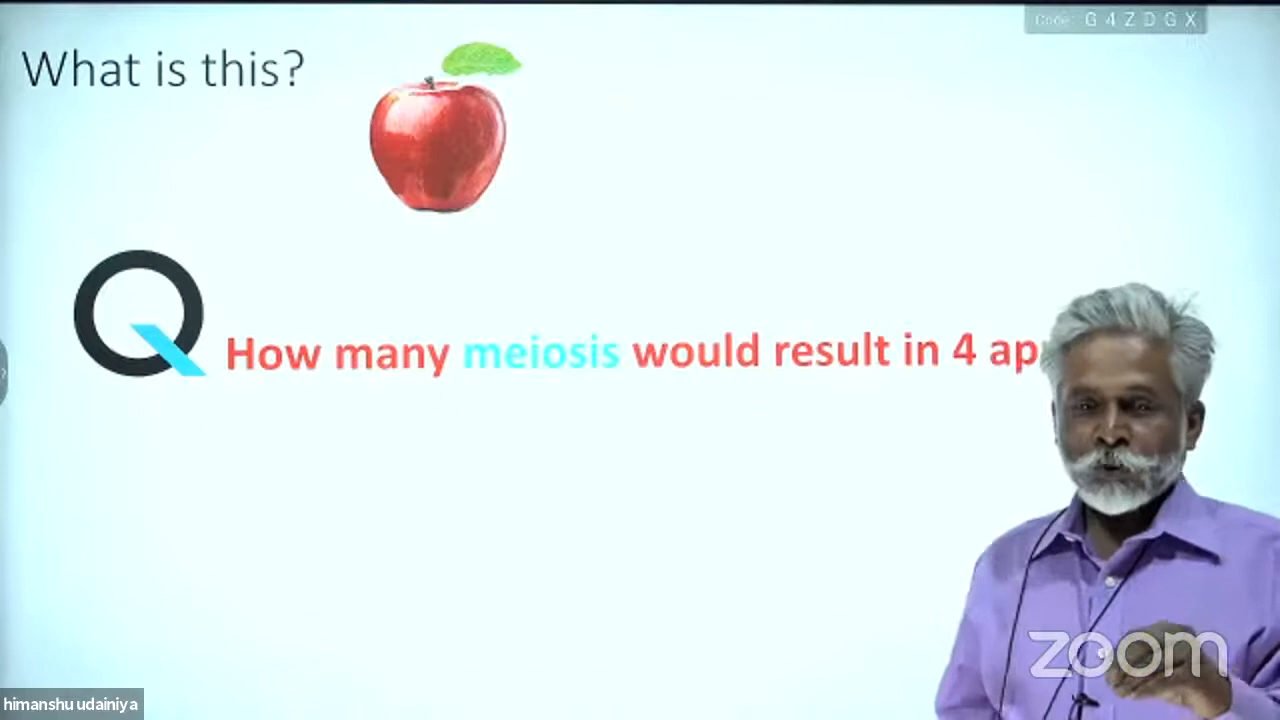 Code: G 4 Z D G X
What is this?
Q
How many meiosis would result in 4 ap
zoom
himanshu udainiya